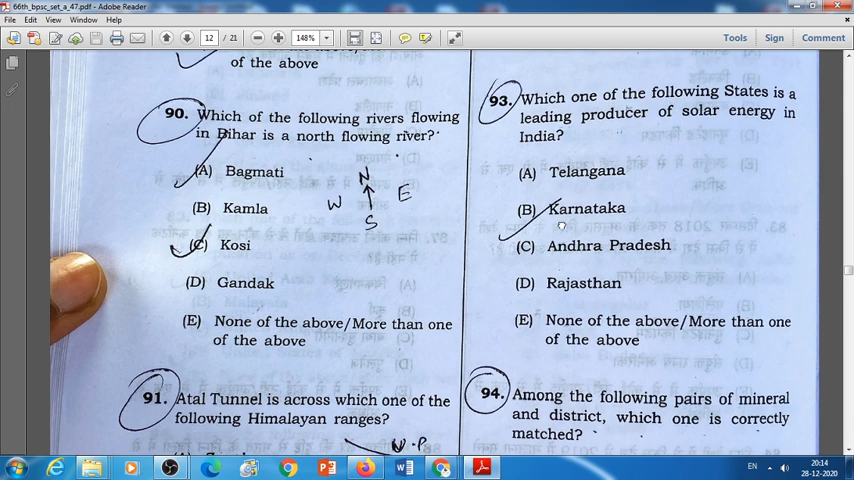 66th_bpsc_set_a_47.pdf - Adobe Reader
File Edit View Window Help
12 / 21
148%
Tools Sign Comment
of the above
90. Which of the following rivers flowing
in Bihar is a north flowing river?
(A) Bagmati
(B) Kamla
(C) Kosi
(D) Gandak
(E) None of the above/More than one
of the above
N
W E
S
91. Atal Tunnel is across which one of the
following Himalayan ranges?
93. Which one of the following States is a
leading producer of solar energy in
India?
(A) Telangana
(B) Karnataka
(C) Andhra Pradesh
(D) Rajasthan
(E) None of the above/More than one
of the above
94. Among the following pairs of mineral
and district, which one is correctly
matched?
EN
20:14
28-12-2020